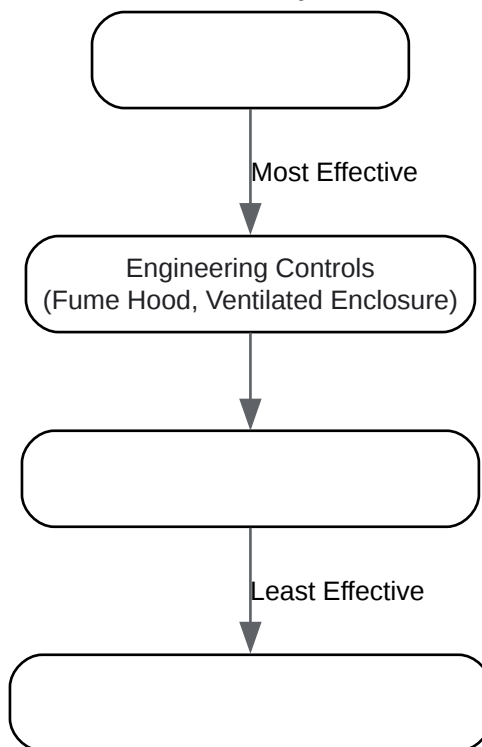 Most Effective
Engineering Controls
(Fume Hood, Ventilated Enclosure)
Least Effective